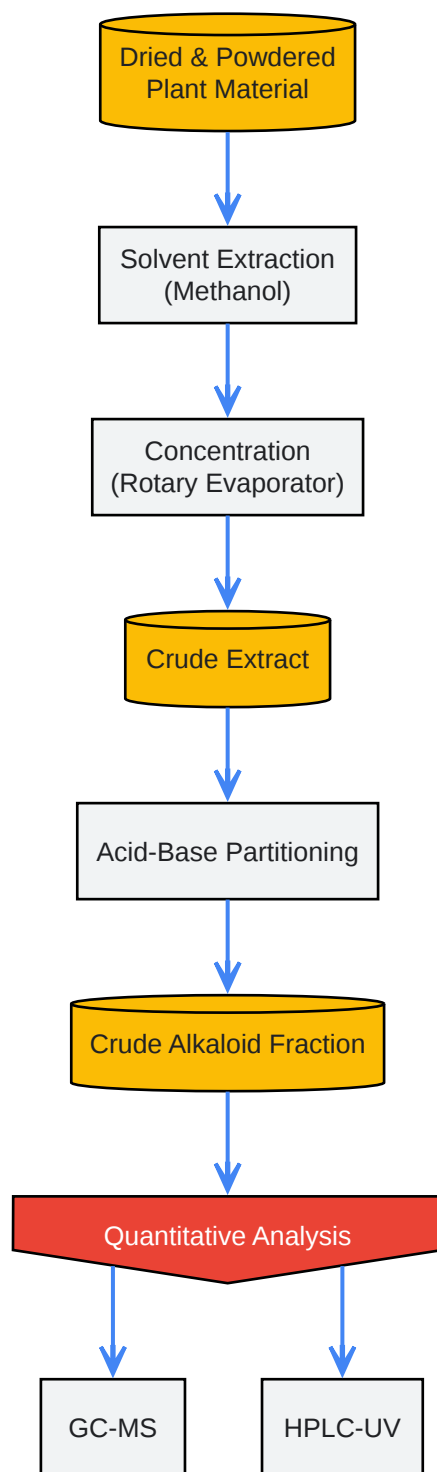 Dried & Powdered
Plant Material
Solvent Extraction
(Methanol)
Concentration
(Rotary Evaporator)
Crude Extract
Acid-Base Partitioning
Crude Alkaloid Fraction
Quantitative Analysis
GC-MS
HPLC-UV